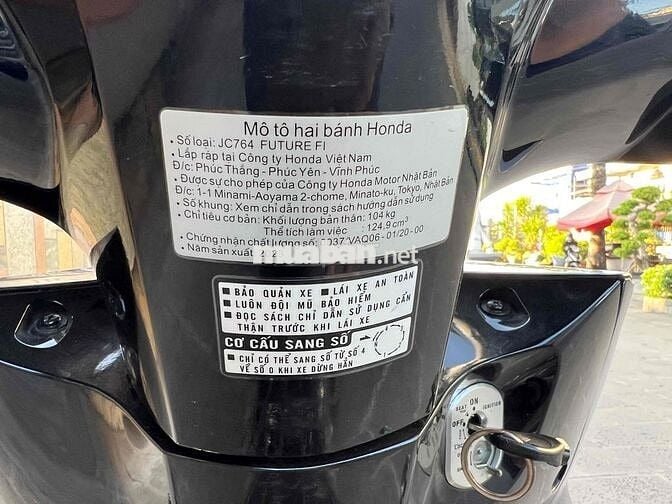 Mô tô hai bánh Honda
• Số loại: JC764 FUTURE FI
• Lắp ráp tại Công ty Honda Việt Nam
Đ/c: Phúc Thắng - Phúc Yên - Vĩnh Phúc
• Được sự cho phép của Công ty Honda Motor Nhật Bản
Đ/c: 1-1 Minami-Aoyama 2-chome, Minato-ku, Tokyo, Nhật Bản
• Số khung: Xem chỉ dẫn trong sách hướng dẫn sử dụng
• Chỉ tiêu cơ bản: Khối lượng bản thân: 104 kg
Thể tích làm việc: 124,9 cm³
• Chứng nhận chất lượng số: VAQ06 - 01/20 - 00
• Năm sản xuất:
muaban.net
■ BẢO QUẢN XE ■ LÁI XE AN TOÀN
■ LUÔN ĐỘI MŨ BẢO HIỂM
■ ĐỌC SÁCH CHỈ DẪN SỬ DỤNG CẨN
THẬN TRƯỚC KHI LÁI XE
CƠ CẤU SANG SỐ
■ CHỈ CÓ THỂ SANG SỐ TỪ SỐ 4
VỀ SỐ 0 KHI XE DỪNG HẲN
N
SEAT ON IGNITION
OFF